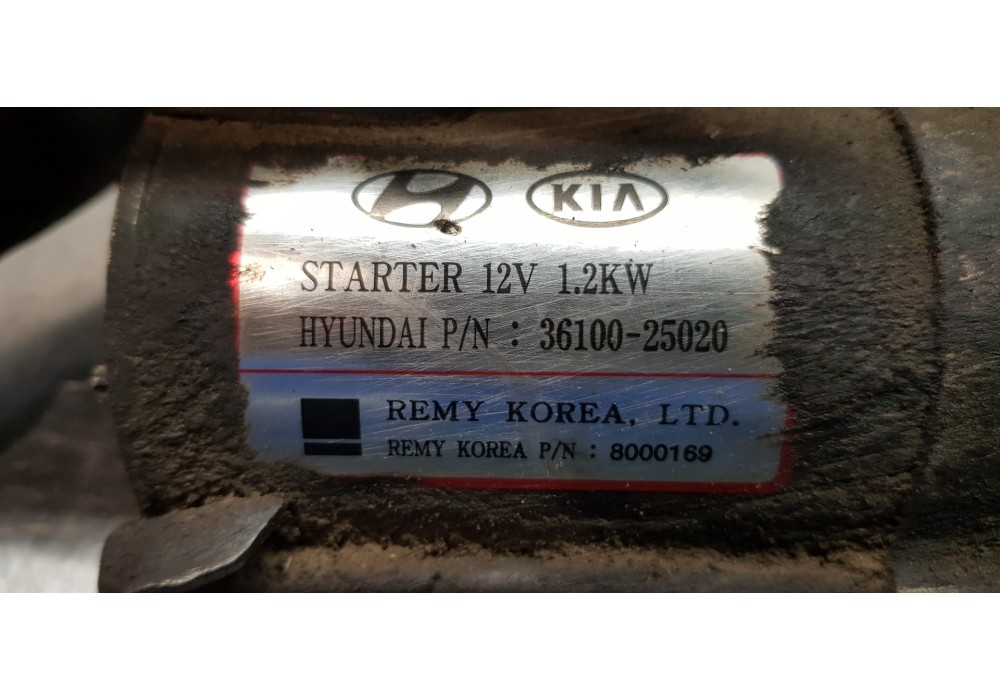 KIA
STARTER 12V 1.2KW
HYUNDAI P/N : 36100-25020
REMY KOREA, LTD.
REMY KOREA P/N : 8000169